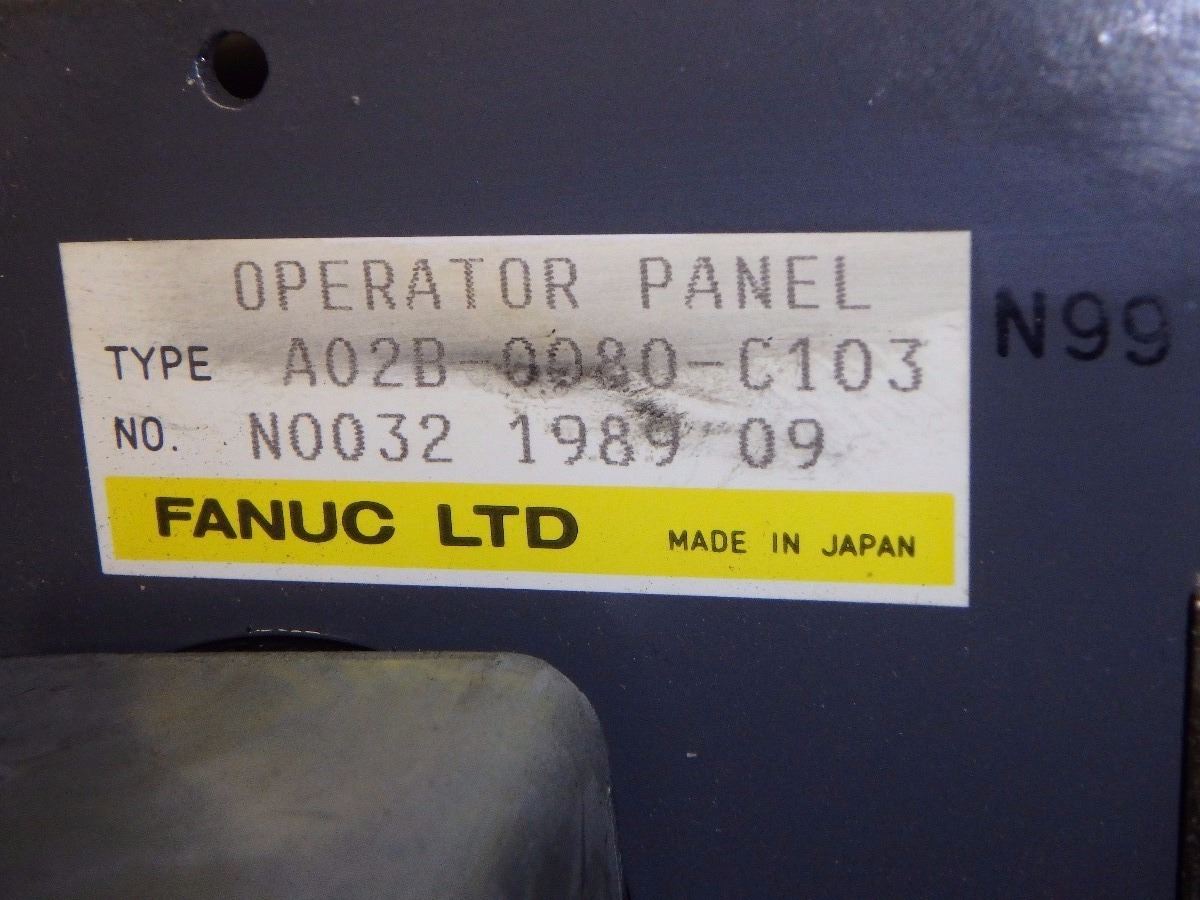 OPERATOR PANEL
TYPE A02B-0080-C103
NO. N0032 1989 09
FANUC LTD MADE IN JAPAN
N99